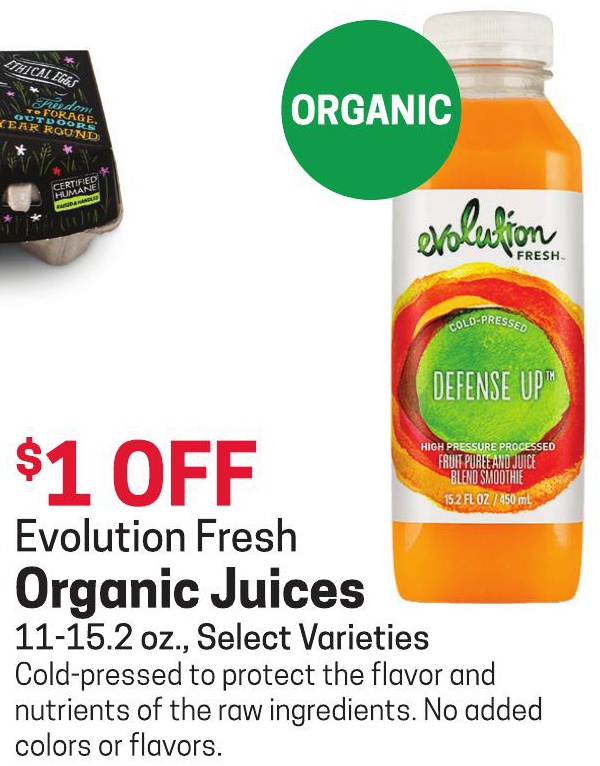 ETHICAL EGGS
Freedom
TO FORAGE.
OUTDOORS
YEAR ROUND
CERTIFIED
HUMANE
RAISED & HANDLED
ORGANIC
evolution
FRESH™
COLD-PRESSED
DEFENSE UP™
HIGH PRESSURE PROCESSED
FRUIT PUREE AND JUICE
BLEND SMOOTHIE
15.2 FL OZ / 450 mL
$1 OFF
Evolution Fresh
Organic Juices
11-15.2 oz., Select Varieties
Cold-pressed to protect the flavor and
nutrients of the raw ingredients. No added
colors or flavors.